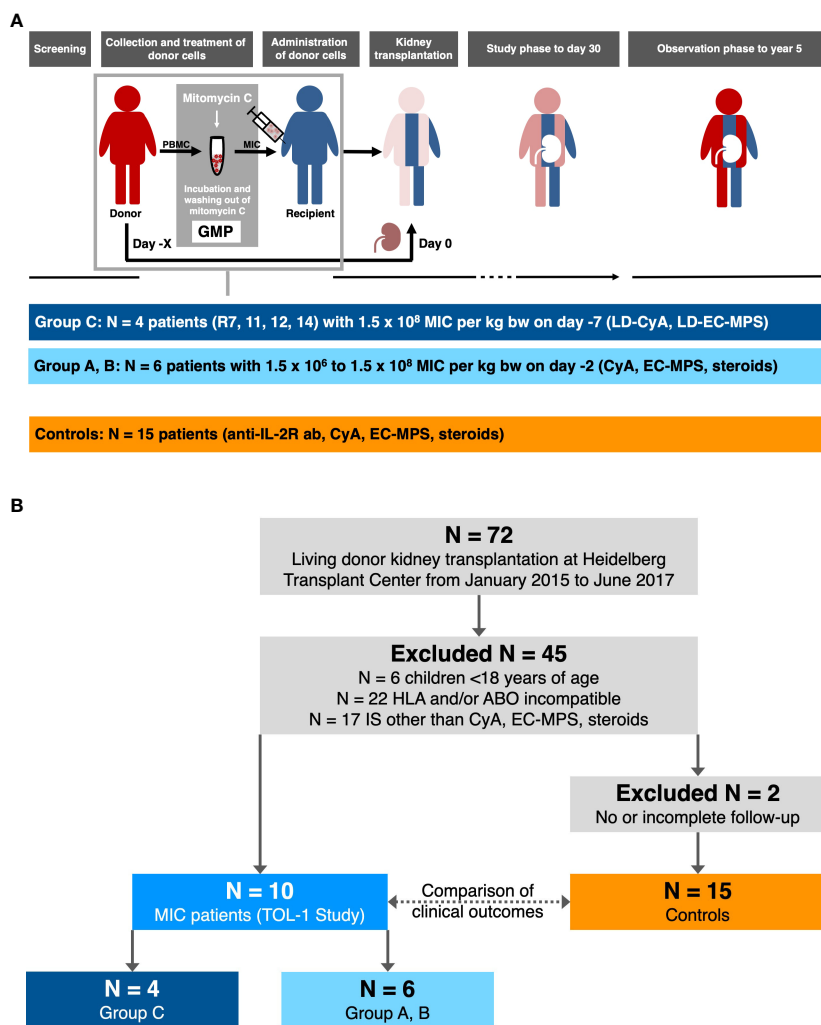 A
Screening
Collection and treatment of
donor cells
Administration
of donor cells
Kidney
transplantation
Study phase to day 30
Observation phase to year 5
Mitomycin C
PBMC
MIC
Incubation and
washing out of
mitomycin C
GMP
Donor
Recipient
Day -X
Day 0
Group C: N = 4 patients (R7, 11, 12, 14) with 1.5 x 10⁸ MIC per kg bw on day -7 (LD-CyA, LD-EC-MPS)
Group A, B: N = 6 patients with 1.5 x 10⁶ to 1.5 x 10⁸ MIC per kg bw on day -2 (CyA, EC-MPS, steroids)
Controls: N = 15 patients (anti-IL-2R ab, CyA, EC-MPS, steroids)
B
N = 72
Living donor kidney transplantation at Heidelberg
Transplant Center from January 2015 to June 2017
Excluded N = 45
N = 6 children <18 years of age
N = 22 HLA and/or ABO incompatible
N = 17 IS other than CyA, EC-MPS, steroids
Excluded N = 2
No or incomplete follow-up
N = 10
MIC patients (TOL-1 Study)
Comparison of
clinical outcomes
N = 15
Controls
N = 4
Group C
N = 6
Group A, B